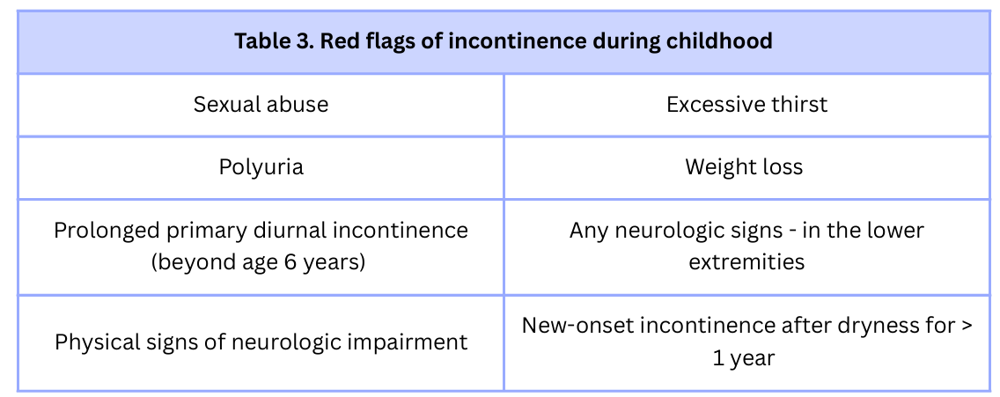 Table 3. Red flags of incontinence during childhood
Sexual abuse
Excessive thirst
Polyuria
Weight loss
Prolonged primary diurnal incontinence
(beyond age 6 years)
Any neurologic signs - in the lower
extremities
Physical signs of neurologic impairment
New-onset incontinence after dryness for >
1 year